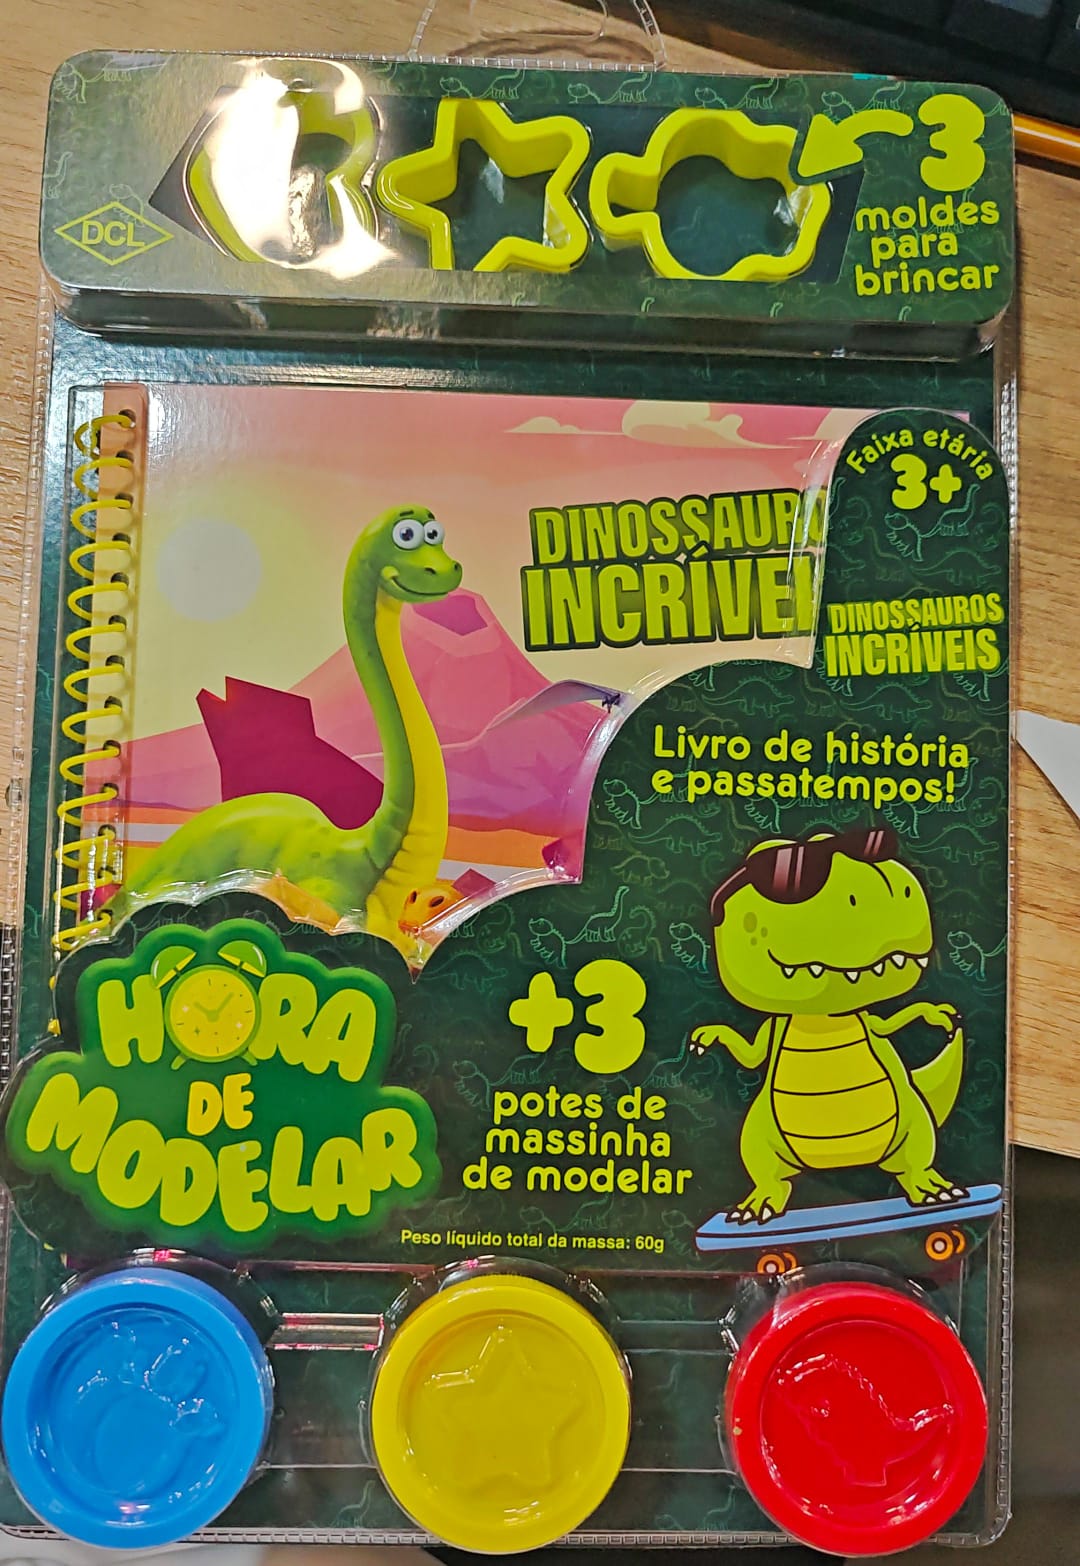 3
moldes
para
brincar
DCL
Faixa etária
3+
DINOSSAURO
INCRÍVEI
DINOSSAUROS
INCRÍVEIS
Livro de história
e passatempos!
HORA
DE
MODELAR
+3
potes de
massinha
de modelar
Peso líquido total da massa: 60g